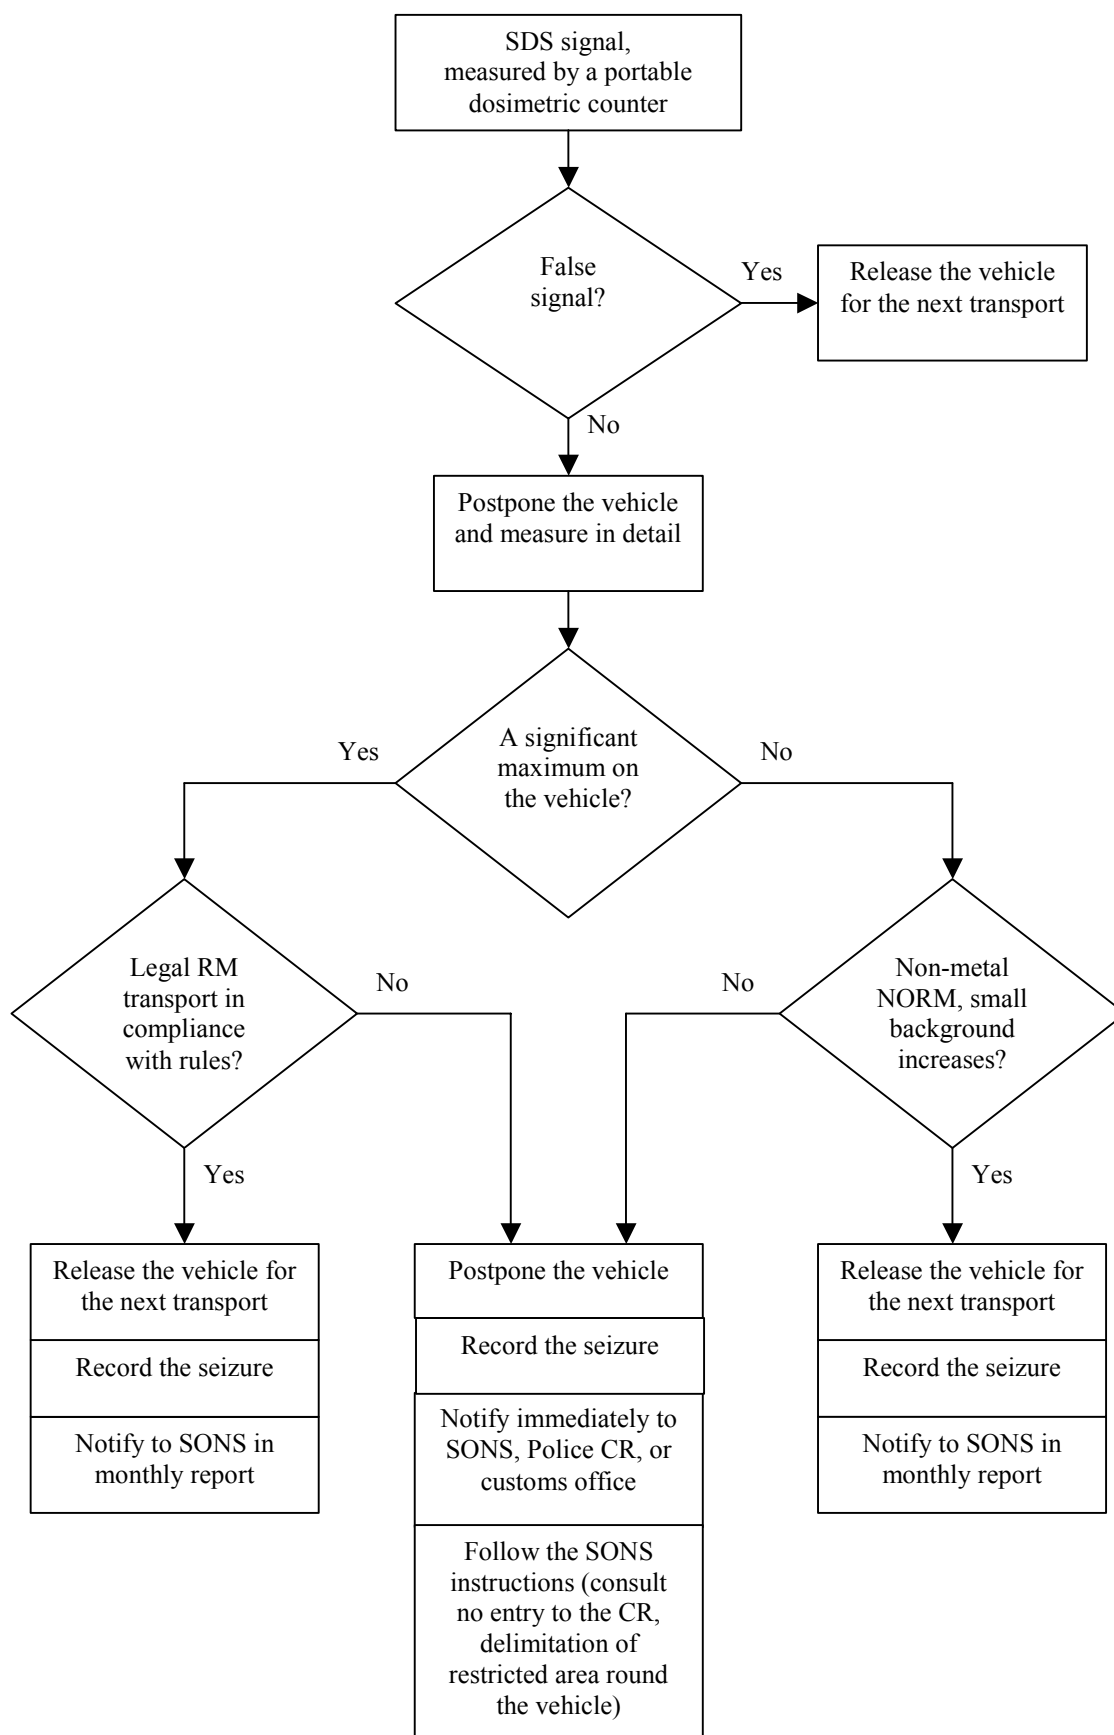 SDS signal,
measured by a portable
dosimetric counter
False
signal?
Yes
Release the vehicle
for the next transport
No
Postpone the vehicle
and measure in detail
A significant
maximum on
the vehicle?
Yes
No
Legal RM
transport in
compliance
with rules?
No
Yes
Non-metal
NORM, small
background
increases?
No
Yes
Release the vehicle for
the next transport
Record the seizure
Notify to SONS in
monthly report
Postpone the vehicle
Record the seizure
Notify immediately to
SONS, Police CR, or
customs office
Follow the SONS
instructions (consult
no entry to the CR,
delimitation of
restricted area round
the vehicle)
Release the vehicle for
the next transport
Record the seizure
Notify to SONS in
monthly report